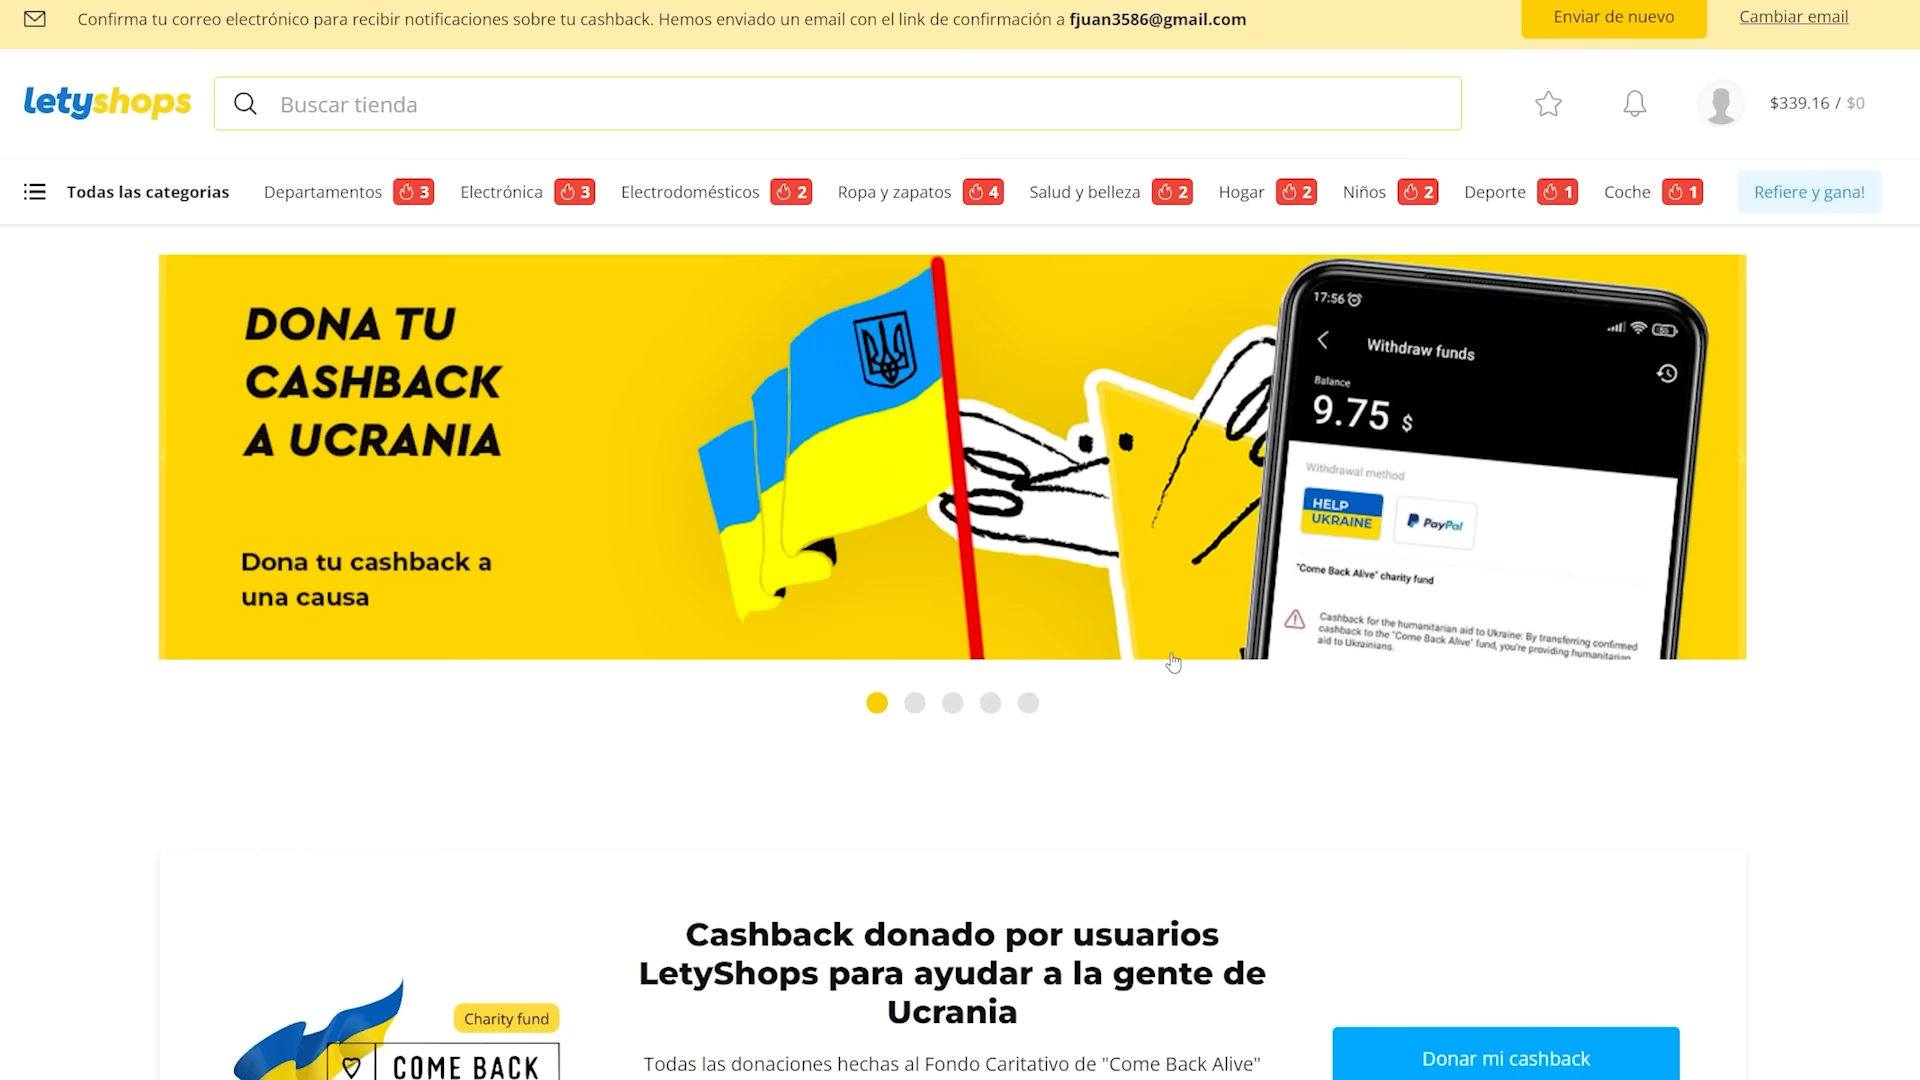 Confirma tu correo electrónico para recibir notificaciones sobre tu cashback. Hemos enviado un email con el link de confirmación a fjuan3586@gmail.com
Enviar de nuevo
Cambiar email
letyshops
Buscar tienda
$339.16 / $0
Todas las categorias
Departamentos 3
Electrónica 3
Electrodomésticos 2
Ropa y zapatos 4
Salud y belleza 2
Hogar 2
Niños 2
Deporte 1
Coche 1
Refiere y gana!
DONA TU
CASHBACK
A UCRANIA
Dona tu cashback a
una causa
17:56
Withdraw funds
Balance
9.75 $
Withdrawal method
HELP
UKRAINE
PayPal
"Come Back Alive" charity fund
Cashback for the humanitarian aid to Ukraine: By transferring confirmed
cashback to the "Come Back Alive" fund, you're providing humanitarian
aid to Ukrainians.
Cashback donado por usuarios
LetyShops para ayudar a la gente de
Ucrania
Charity fund
COME BACK
Todas las donaciones hechas al Fondo Caritativo de "Come Back Alive"
Donar mi cashback